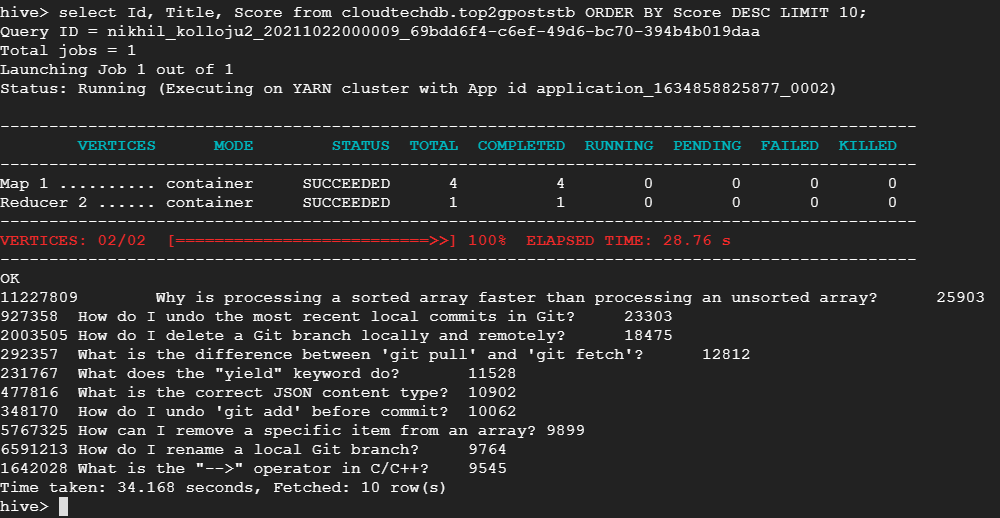 hive> select Id, Title, Score from cloudtechdb.top2gpoststb ORDER BY Score DESC LIMIT 10;
Query ID = nikhil_kolloju2_20211022000009_69bdd6f4-c6ef-49d6-bc70-394b4b019daa
Total jobs = 1
Launching Job 1 out of 1
Status: Running (Executing on YARN cluster with App id application_1634858825877_0002)
----------------------------------------------------------------------------------------------
        VERTICES      MODE        STATUS  TOTAL  COMPLETED  RUNNING  PENDING  FAILED  KILLED
----------------------------------------------------------------------------------------------
Map 1 .......... container     SUCCEEDED      4          4        0        0       0       0
Reducer 2 ...... container     SUCCEEDED      1          1        0        0       0       0
----------------------------------------------------------------------------------------------
VERTICES: 02/02  [==========================>>] 100%  ELAPSED TIME: 28.76 s
----------------------------------------------------------------------------------------------
OK
11227809        Why is processing a sorted array faster than processing an unsorted array?      25903
927358  How do I undo the most recent local commits in Git?     23303
2003505 How do I delete a Git branch locally and remotely?      18475
292357  What is the difference between 'git pull' and 'git fetch'?      12812
231767  What does the "yield" keyword do?       11528
477816  What is the correct JSON content type?  10902
348170  How do I undo 'git add' before commit?  10062
5767325 How can I remove a specific item from an array? 9899
6591213 How do I rename a local Git branch?     9764
1642028 What is the "-->" operator in C/C++?    9545
Time taken: 34.168 seconds, Fetched: 10 row(s)
hive>